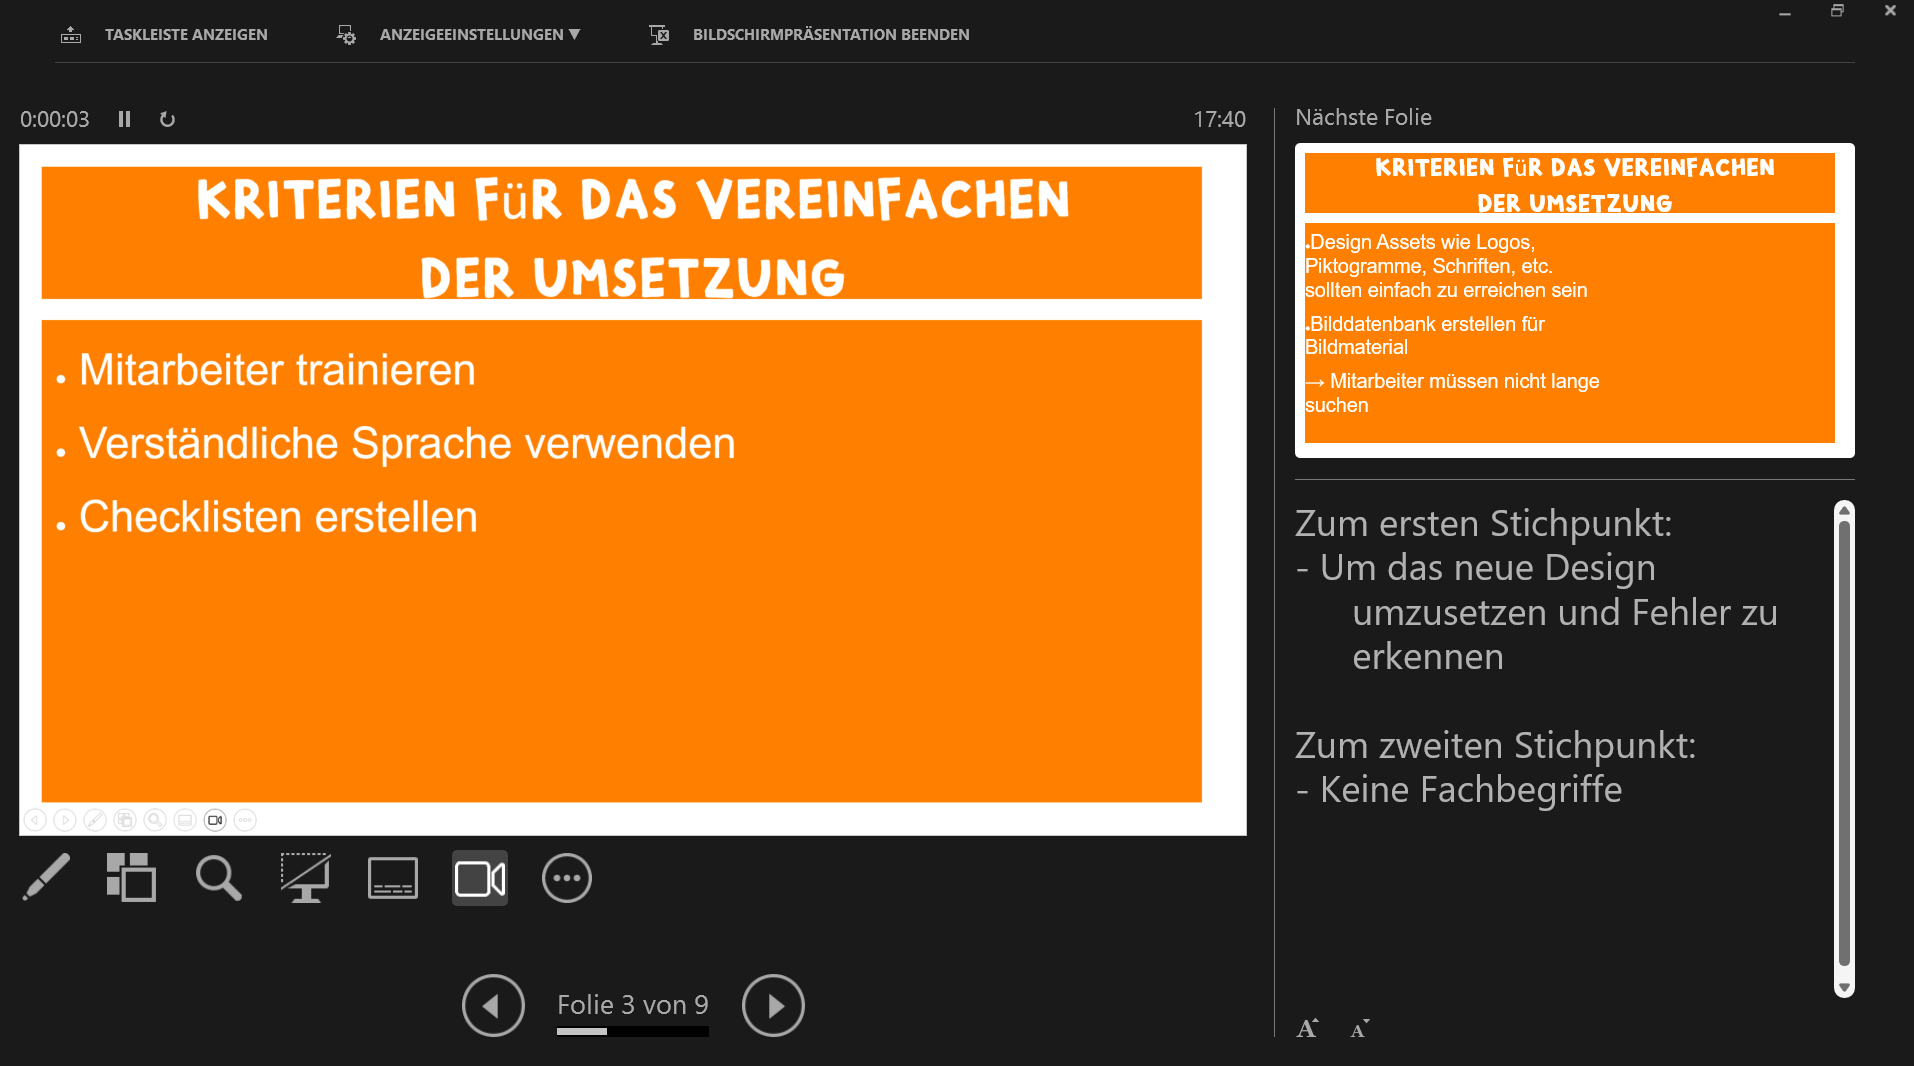 TASKLEISTE ANZEIGEN
ANZEIGEEINSTELLUNGEN ▼
BILDSCHIRMPRÄSENTATION BEENDEN
0:00:03
17:40
KRITERIEN FüR DAS VEREINFACHEN
DER UMSETZUNG
• Mitarbeiter trainieren
• Verständliche Sprache verwenden
• Checklisten erstellen
Folie 3 von 9
Nächste Folie
KRITERIEN FüR DAS VEREINFACHEN
DER UMSETZUNG
•Design Assets wie Logos,
Piktogramme, Schriften, etc.
sollten einfach zu erreichen sein
•Bilddatenbank erstellen für
Bildmaterial
→ Mitarbeiter müssen nicht lange
suchen
Zum ersten Stichpunkt:
- Um das neue Design
umzusetzen und Fehler zu
erkennen
Zum zweiten Stichpunkt:
- Keine Fachbegriffe
A A